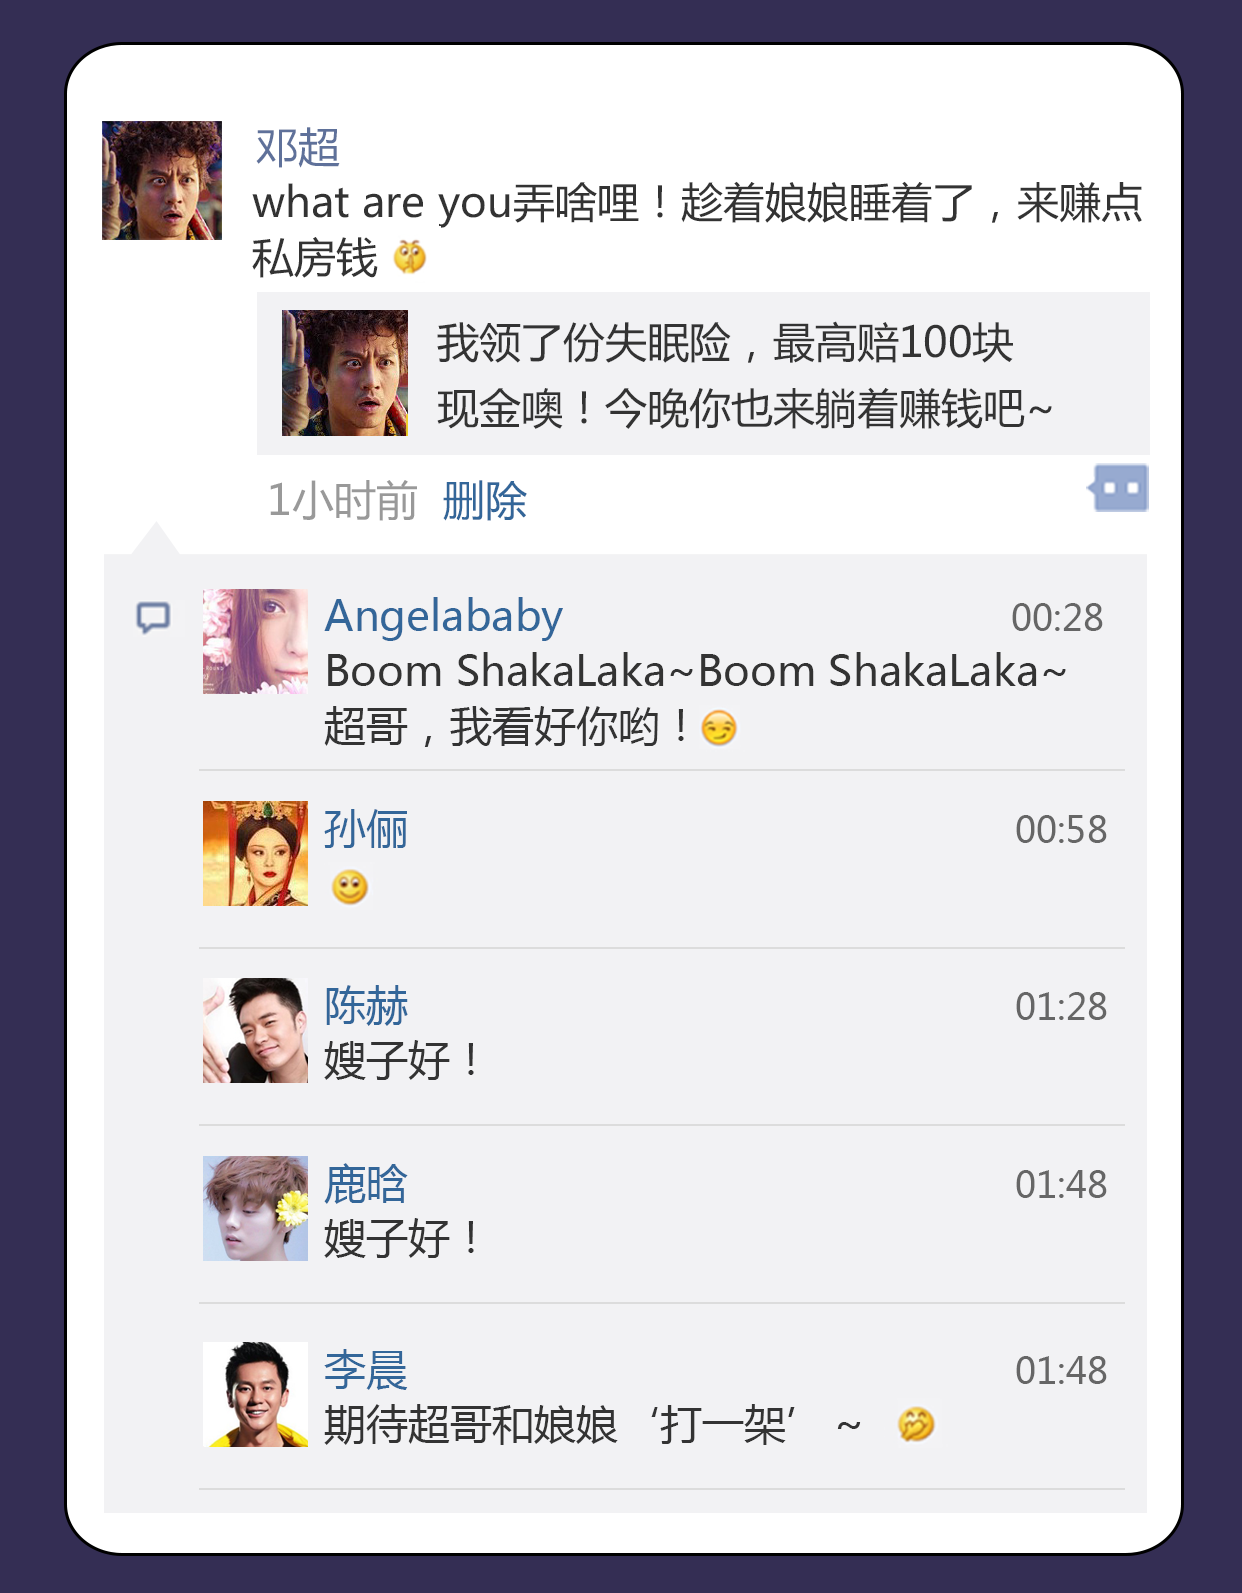 邓超
what are you弄啥哩！趁着娘娘睡着了，来赚点
私房钱
我领了份失眠险，最高赔100块
现金噢！今晚你也来躺着赚钱吧~
1小时前 删除
Angelababy 00:28
Boom ShakaLaka~Boom ShakaLaka~
超哥，我看好你哟！
孙俪 00:58
陈赫 01:28
嫂子好！
鹿晗 01:48
嫂子好！
李晨 01:48
期待超哥和娘娘‘打一架’ ~